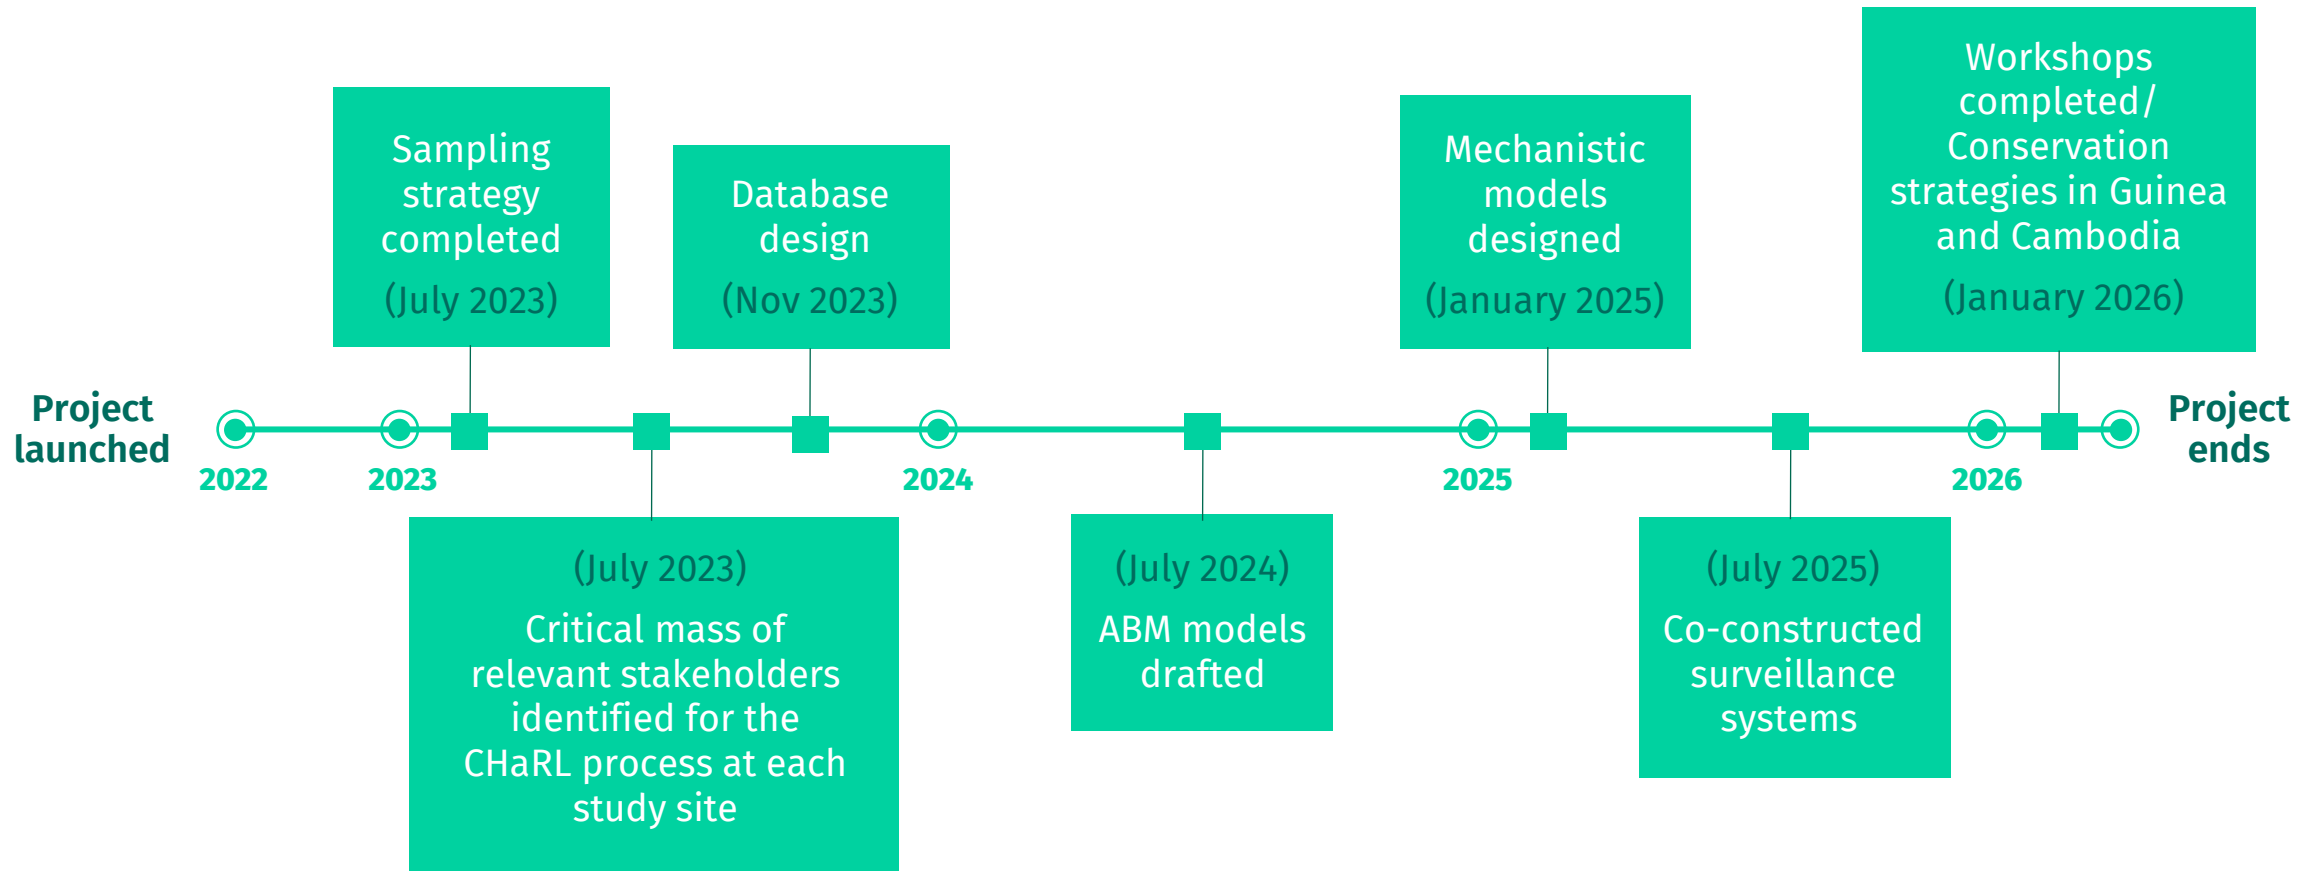 Project
launched
Sampling
strategy
completed
(July 2023)
Database
design
(Nov 2023)
Mechanistic
models
designed
(January 2025)
Workshops
completed/
Conservation
strategies in Guinea
and Cambodia
(January 2026)
Project
ends
2022
2023
2024
2025
2026
(July 2023)
Critical mass of
relevant stakeholders
identified for the
CHaRL process at each
study site
(July 2024)
ABM models
drafted
(July 2025)
Co-constructed
surveillance
systems